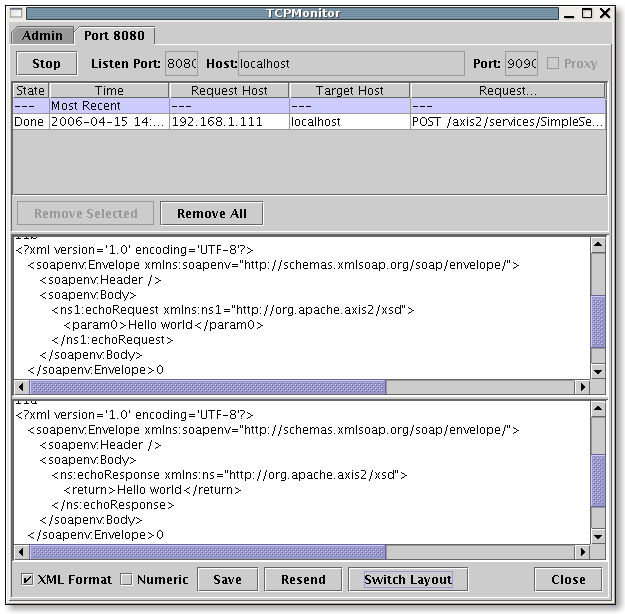 TCPMonitor
Admin Port 8080
Stop Listen Port: 8080 Host: localhost Port: 9090 Proxy
State Time Request Host Target Host Request...
--- Most Recent --- --- ---
Done 2006-04-15 14:... 192.168.1.111 localhost POST /axis2/services/SimpleSe...
Remove Selected Remove All
<?xml version='1.0' encoding='UTF-8'?>
<soapenv:Envelope xmlns:soapenv="http://schemas.xmlsoap.org/soap/envelope/">
<soapenv:Header />
<soapenv:Body>
<ns1:echoRequest xmlns:ns1="http://org.apache.axis2/xsd">
<param0>Hello world</param0>
</ns1:echoRequest>
</soapenv:Body>
</soapenv:Envelope>0
<?xml version='1.0' encoding='UTF-8'?>
<soapenv:Envelope xmlns:soapenv="http://schemas.xmlsoap.org/soap/envelope/">
<soapenv:Header />
<soapenv:Body>
<ns:echoResponse xmlns:ns="http://org.apache.axis2/xsd">
<return>Hello world</return>
</ns:echoResponse>
</soapenv:Body>
</soapenv:Envelope>0
XML Format Numeric Save Resend Switch Layout Close